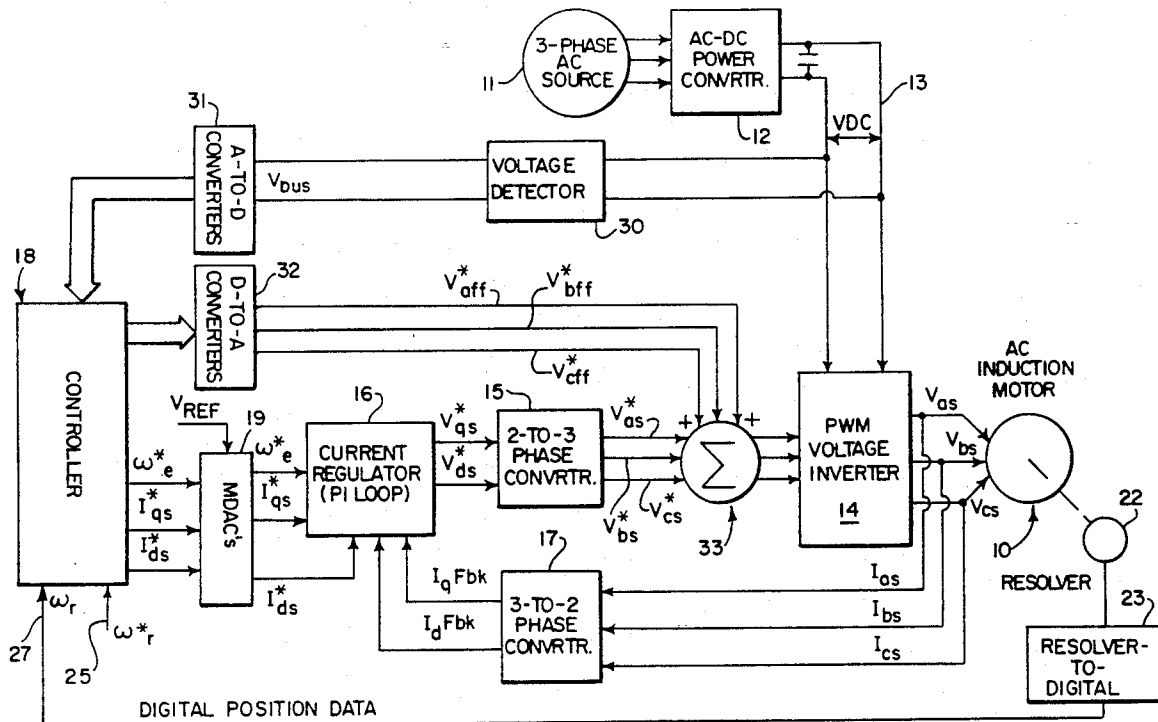 3-PHASE
AC
SOURCE
11
AC-DC
POWER
CONVRTR.
12
13
VDC
31
A-TO-D
CONVERTERS
V_bus
VOLTAGE
DETECTOR
30
18
CONTROLLER
32
D-TO-A
CONVERTERS
V*_aff
V*_bff
V*_cff
V_REF
19
MDAC's
ω*_e
I*_qs
I*_ds
ω*_e
I*_qs
I*_ds
16
CURRENT
REGULATOR
(PI LOOP)
V*_qs
V*_ds
15
2-TO-3
PHASE
CONVRTR.
V*_as
V*_bs
V*_cs
+
+
Σ
33
PWM
VOLTAGE
INVERTER
14
V_as
V_bs
V_cs
AC
INDUCTION
MOTOR
10
22
RESOLVER
23
RESOLVER-
TO-
DIGITAL
17
3-TO-2
PHASE
CONVRTR.
I_q Fbk
I_d Fbk
I_as
I_bs
I_cs
ω_r
ω*_r
27
25
DIGITAL POSITION DATA